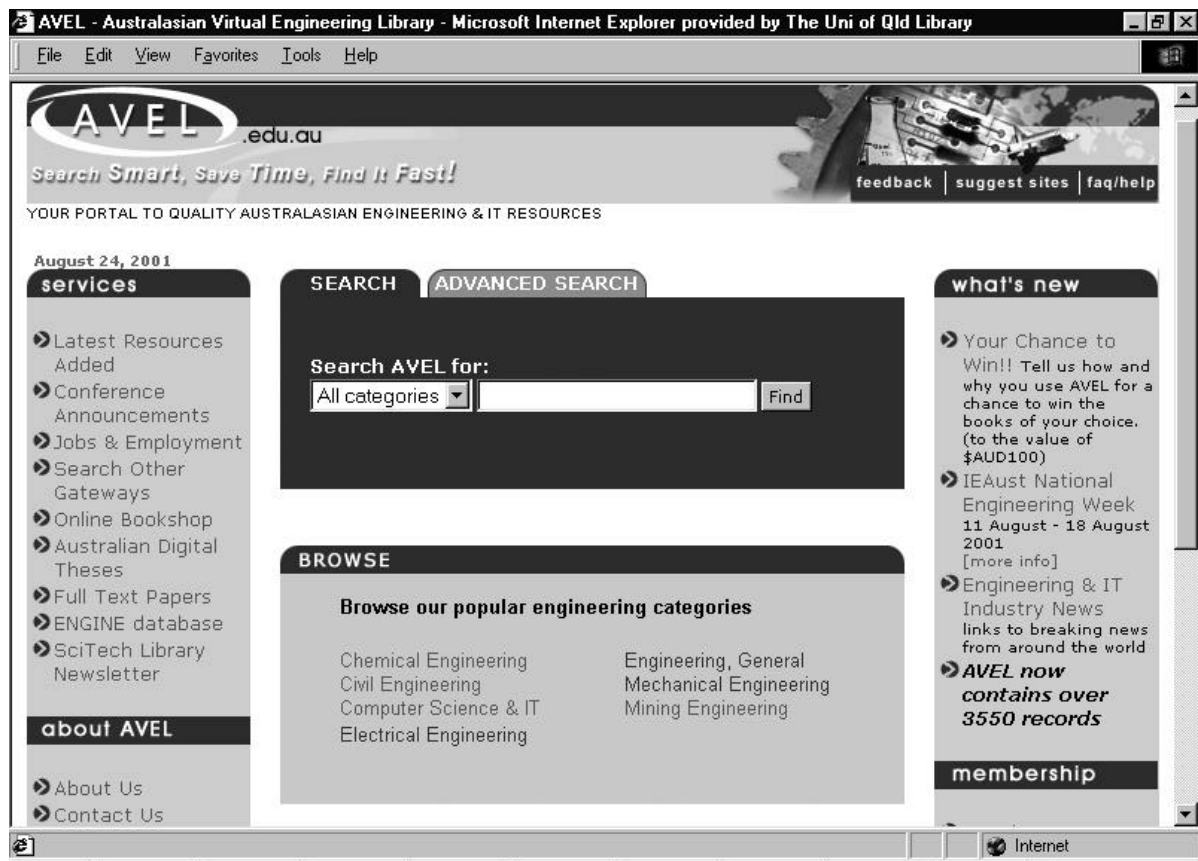 AVEL - Australasian Virtual Engineering Library - Microsoft Internet Explorer provided by The Uni of Qld Library
File Edit View Favorites Tools Help
AVEL .edu.au
Search Smart, Save Time, Find It Fast!
feedback | suggest sites | faq/help
YOUR PORTAL TO QUALITY AUSTRALASIAN ENGINEERING & IT RESOURCES
August 24, 2001
services
Latest Resources
Added
Conference
Announcements
Jobs & Employment
Search Other
Gateways
Online Bookshop
Australian Digital
Theses
Full Text Papers
ENGINE database
SciTech Library
Newsletter
about AVEL
About Us
Contact Us
SEARCH ADVANCED SEARCH
Search AVEL for:
All categories Find
BROWSE
Browse our popular engineering categories
Chemical Engineering
Civil Engineering
Computer Science & IT
Electrical Engineering
Engineering, General
Mechanical Engineering
Mining Engineering
what's new
Your Chance to
Win!! Tell us how and
why you use AVEL for a
chance to win the
books of your choice.
(to the value of
$AUD100)
IEAust National
Engineering Week
11 August - 18 August
2001
[more info]
Engineering & IT
Industry News
links to breaking news
from around the world
AVEL now
contains over
3550 records
membership
Internet